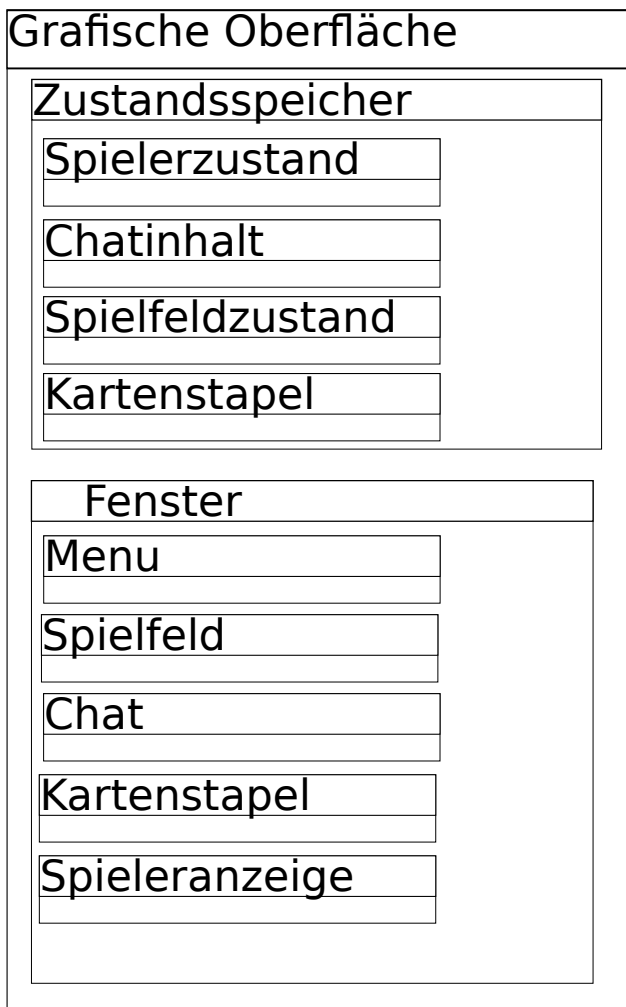 Grafische Oberfläche
Zustandsspeicher
Spielerzustand
Chatinhalt
Spielfeldzustand
Kartenstapel
Fenster
Menu
Spielfeld
Chat
Kartenstapel
Spieleranzeige